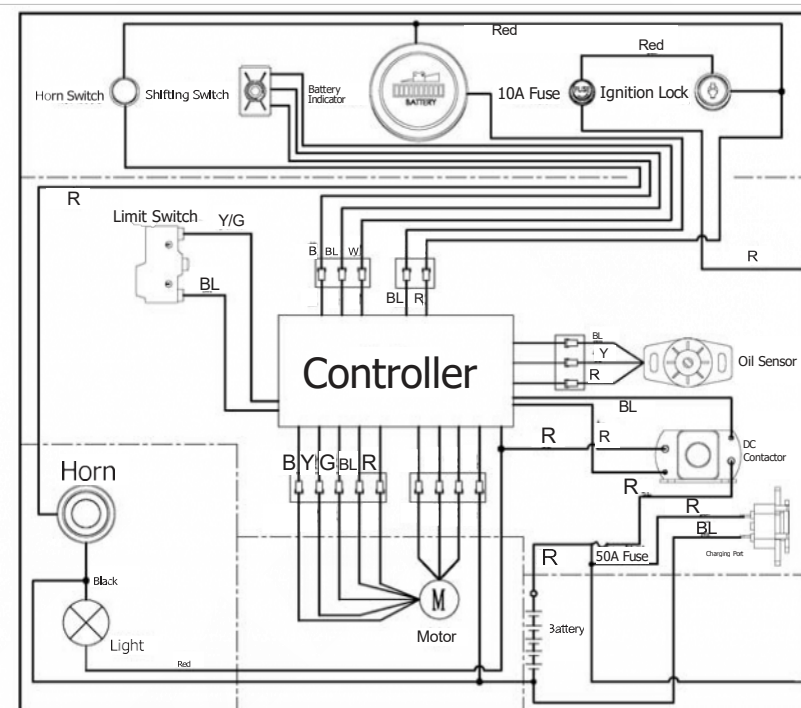 Red
Red
Horn Switch
Shifting Switch
Battery
Indicator
BATTERY
10A Fuse
FUSE
Ignition Lock
R
Limit Switch
Y/G
B
BL
W
R
BL
BL
R
BL
Y
R
Oil Sensor
Controller
BL
R
R
DC
Contactor
Horn
B
Y
G
BL
R
R
R
BL
R
50A Fuse
Charging Port
Black
M
Motor
Battery
Light
Red